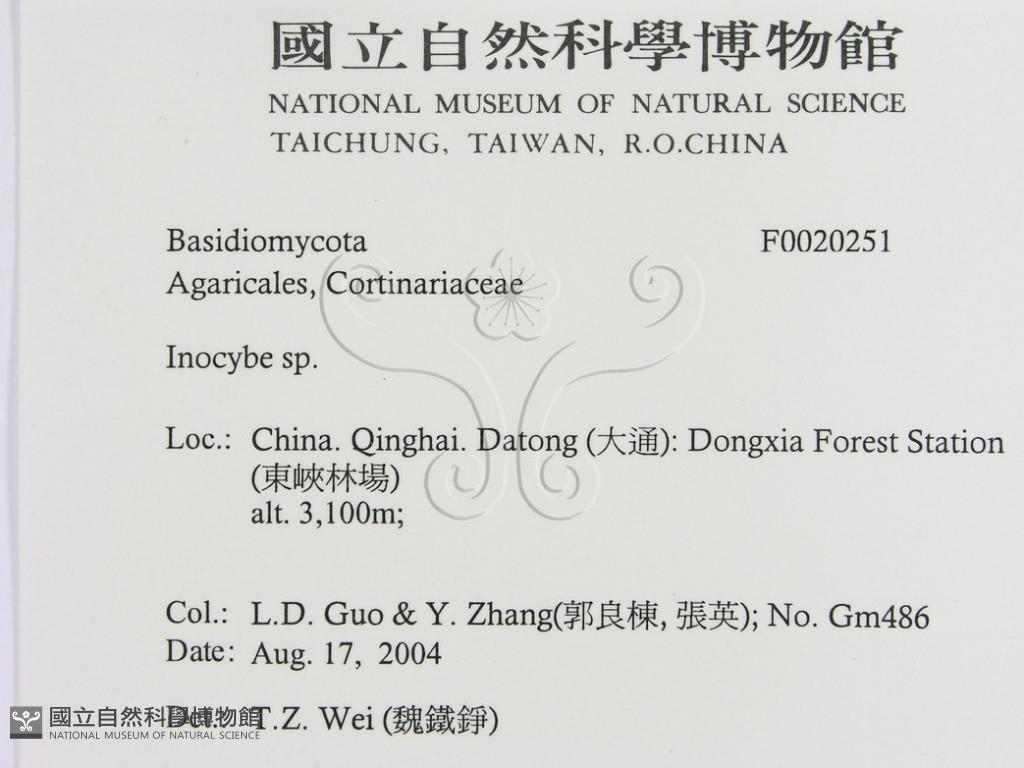 國立自然科學博物館
NATIONAL MUSEUM OF NATURAL SCIENCE
TAICHUNG, TAIWAN, R.O.CHINA
Basidiomycota F0020251
Agaricales, Cortinariaceae
Inocybe sp.
Loc.: China. Qinghai. Datong (大通): Dongxia Forest Station
(東峽林場)
alt. 3,100m;
Col.: L.D. Guo & Y. Zhang(郭良棟, 張英); No. Gm486
Date: Aug. 17, 2004
Det.: T.Z. Wei (魏鐵錚)
國立自然科學博物館
NATIONAL MUSEUM OF NATURAL SCIENCE